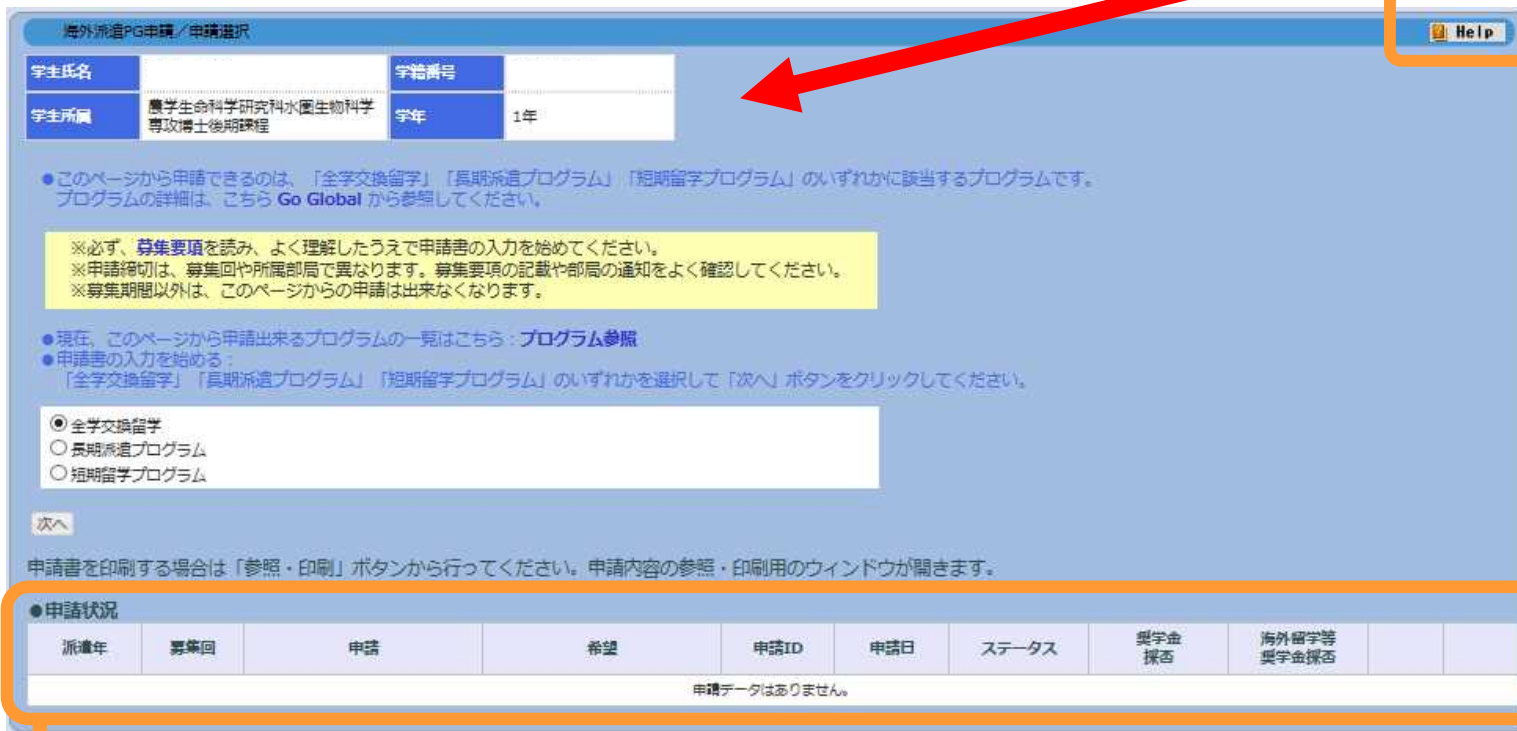 海外派遣PG申請／申請選択
Help
学生氏名 学籍番号
学生所属 農学生命科学研究科水圏生物科学専攻博士後期課程 学年 1年
●このページから申請できるのは、「全学交換留学」「長期派遣プログラム」「短期留学プログラム」のいずれかに該当するプログラムです。
プログラムの詳細は、こちら Go Global から参照してください。
※必ず、募集要項を読み、よく理解したうえで申請書の入力を始めてください。
※申請締切は、募集回や所属部局で異なります。募集要項の記載や部局の通知をよく確認してください。
※募集期間以外は、このページからの申請は出来なくなります。
●現在、このページから申請出来るプログラムの一覧はこちら：プログラム参照
●申請書の入力を始める：
「全学交換留学」「長期派遣プログラム」「短期留学プログラム」のいずれかを選択して「次へ」ボタンをクリックしてください。
全学交換留学
長期派遣プログラム
短期留学プログラム
次へ
申請書を印刷する場合は「参照・印刷」ボタンから行ってください。申請内容の参照・印刷用のウィンドウが開きます。
●申請状況
派遣年 募集回 申請 希望 申請ID 申請日 ステータス 奨学金採否 海外留学等奨学金採否
申請データはありません。